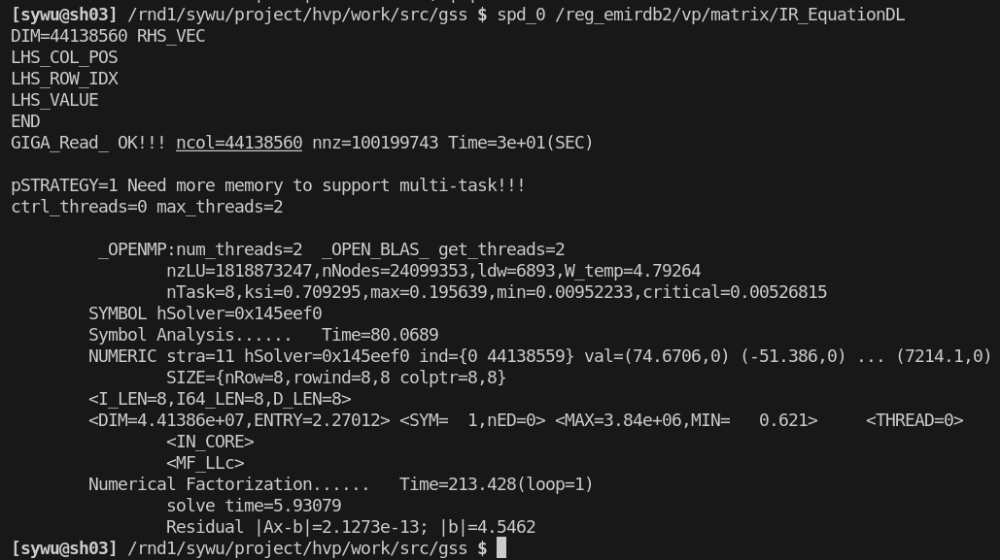 [sywu@sh03] /rnd1/sywu/project/hvp/work/src/gss $ spd_0 /reg_emirdb2/vp/matrix/IR_EquationDL
DIM=44138560 RHS_VEC
LHS_COL_POS
LHS_ROW_IDX
LHS_VALUE
END
GIGA_Read_ OK!!! ncol=44138560 nnz=100199743 Time=3e+01(SEC)
pSTRATEGY=1 Need more memory to support multi-task!!!
ctrl_threads=0 max_threads=2
_OPENMP:num_threads=2  _OPEN_BLAS_ get_threads=2
nzLU=1818873247,nNodes=24099353,ldw=6893,W_temp=4.79264
nTask=8,ksi=0.709295,max=0.195639,min=0.00952233,critical=0.00526815
SYMBOL hSolver=0x145eef0
Symbol Analysis......   Time=80.0689
NUMERIC stra=11 hSolver=0x145eef0 ind={0 44138559} val=(74.6706,0) (-51.386,0) ... (7214.1,0)
SIZE={nRow=8,rowind=8,8 colptr=8,8}
<I_LEN=8,I64_LEN=8,D_LEN=8>
<DIM=4.41386e+07,ENTRY=2.27012> <SYM=  1,nED=0> <MAX=3.84e+06,MIN=   0.621>     <THREAD=0>
<IN_CORE>
<MF_LLc>
Numerical Factorization......   Time=213.428(loop=1)
solve time=5.93079
Residual |Ax-b|=2.1273e-13; |b|=4.5462
[sywu@sh03] /rnd1/sywu/project/hvp/work/src/gss $